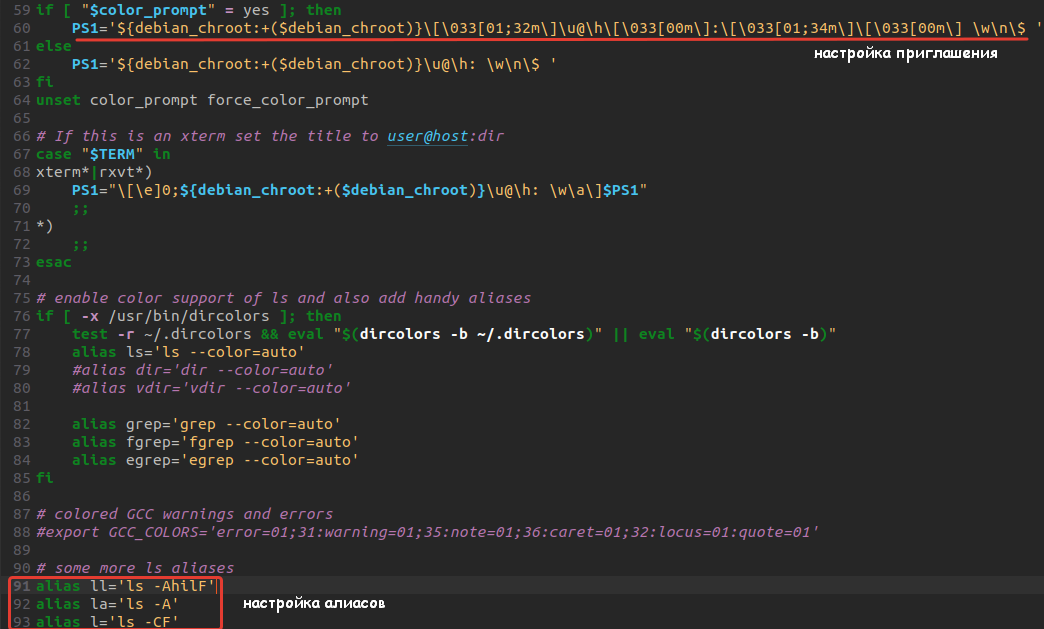 59 if [ "$color_prompt" = yes ]; then
60     PS1='${debian_chroot:+($debian_chroot)}\[\033[01;32m\]\u@\h\[\033[00m\]:\[\033[01;34m\]\[\033[00m\] \w\n\$ '
настройка приглашения
61 else
62     PS1='${debian_chroot:+($debian_chroot)}\u@\h: \w\n\$ '
63 fi
64 unset color_prompt force_color_prompt
65
66 # If this is an xterm set the title to user@host:dir
67 case "$TERM" in
68 xterm*|rxvt*)
69     PS1="\[\e]0;${debian_chroot:+($debian_chroot)}\u@\h: \w\a\]$PS1"
70     ;;
71 *)
72     ;;
73 esac
74
75 # enable color support of ls and also add handy aliases
76 if [ -x /usr/bin/dircolors ]; then
77     test -r ~/.dircolors && eval "$(dircolors -b ~/.dircolors)" || eval "$(dircolors -b)"
78     alias ls='ls --color=auto'
79     #alias dir='dir --color=auto'
80     #alias vdir='vdir --color=auto'
81
82     alias grep='grep --color=auto'
83     alias fgrep='fgrep --color=auto'
84     alias egrep='egrep --color=auto'
85 fi
86
87 # colored GCC warnings and errors
88 #export GCC_COLORS='error=01;31:warning=01;35:note=01;36:caret=01;32:locus=01:quote=01'
89
90 # some more ls aliases
91 alias ll='ls -AhilF'
92 alias la='ls -A'
настройка алиасов
93 alias l='ls -CF'